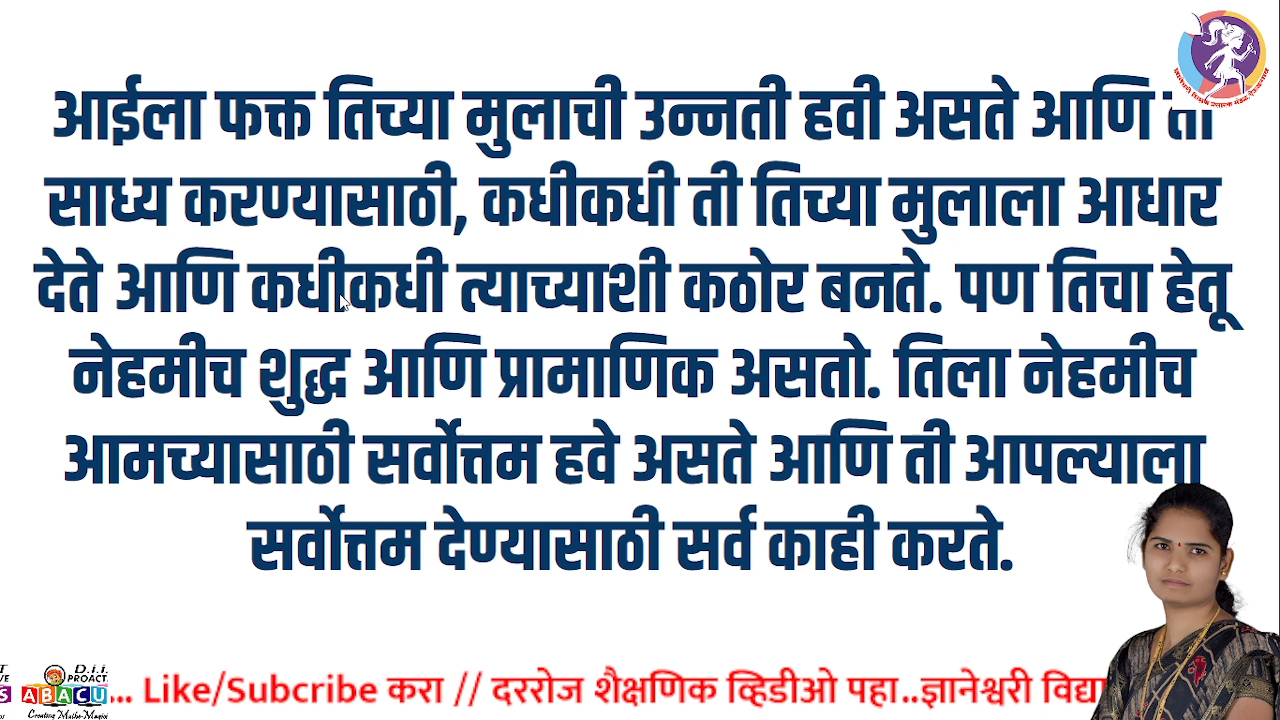 आईला फक्त तिच्या मुलाची उन्नती हवी असते आणि ती
साध्य करण्यासाठी, कधीकधी ती तिच्या मुलाला आधार
देते आणि कधीकधी त्याच्याशी कठोर बनते. पण तिचा हेतू
नेहमीच शुद्ध आणि प्रामाणिक असतो. तिला नेहमीच
आमच्यासाठी सर्वोत्तम हवे असते आणि ती आपल्याला
सर्वोत्तम देण्यासाठी सर्व काही करते.
D.i.i.
PROACT
ABACU
.... Like/Subcribe करा // दररोज शैक्षणिक व्हिडीओ पहा..ज्ञानेश्वरी विद्या